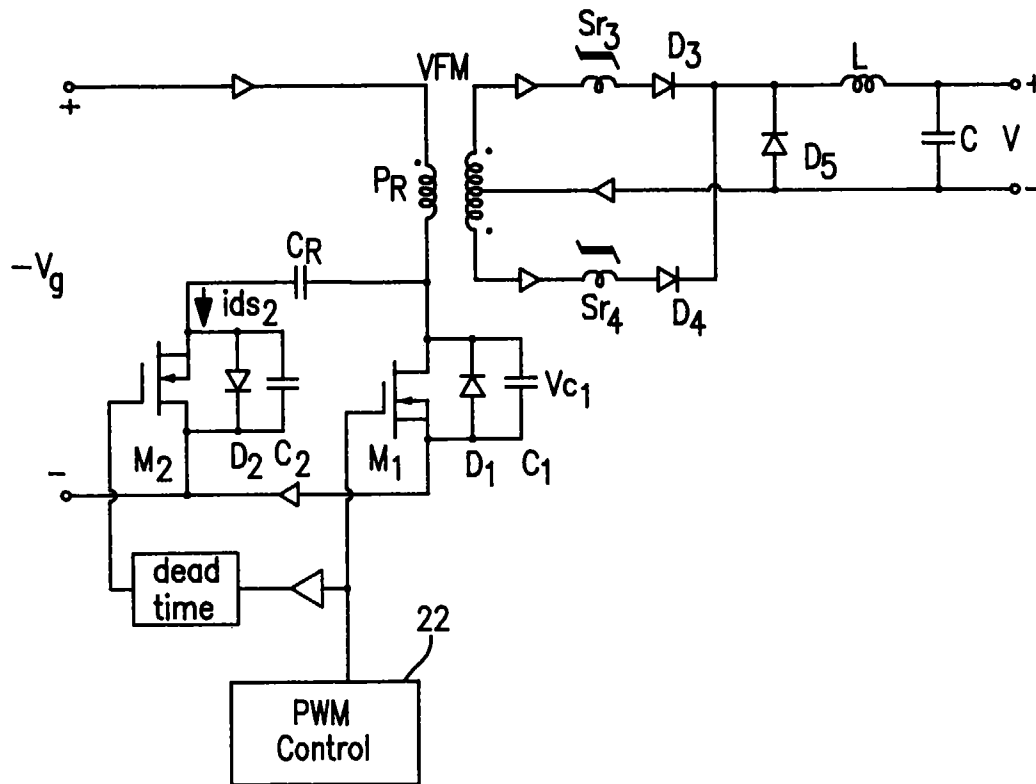 Sr3
D3
VFM
L
+
+
PR
D5
C
V
-
CR
-Vg
ids2
Sr4
D4
Vc1
M2
D2
C2
M1
D1
C1
-
dead
time
22
PWM
Control